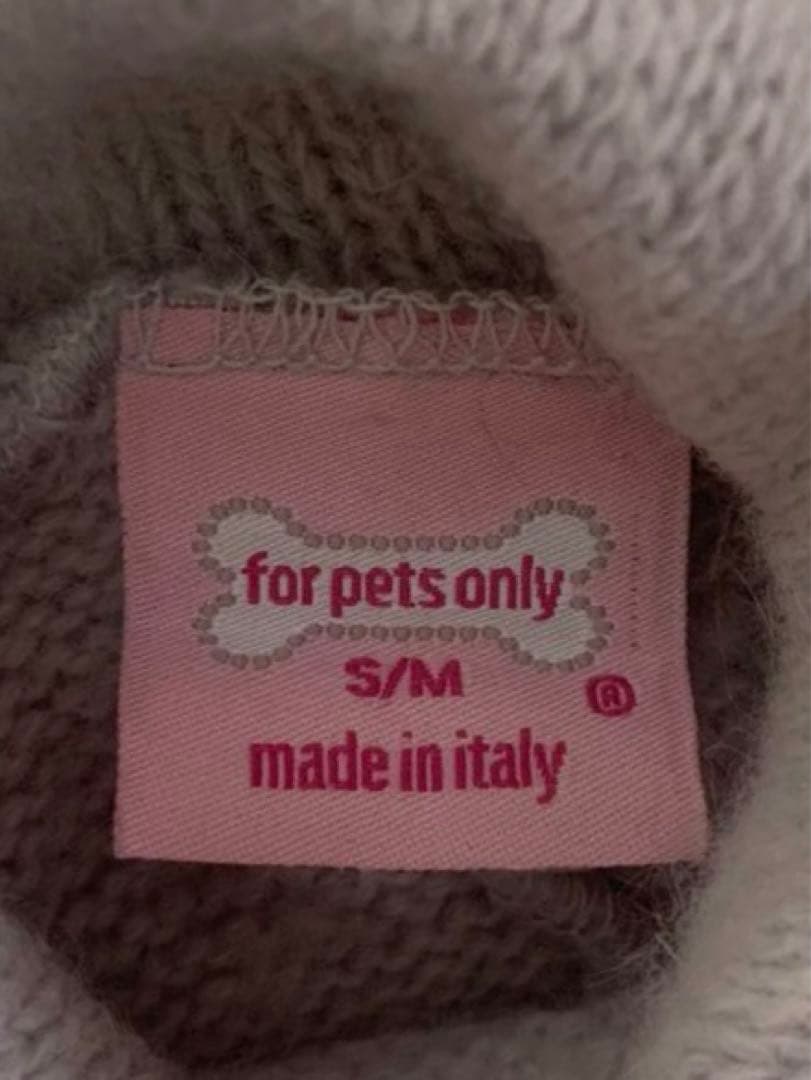 for pets only
S/M
®
made in italy